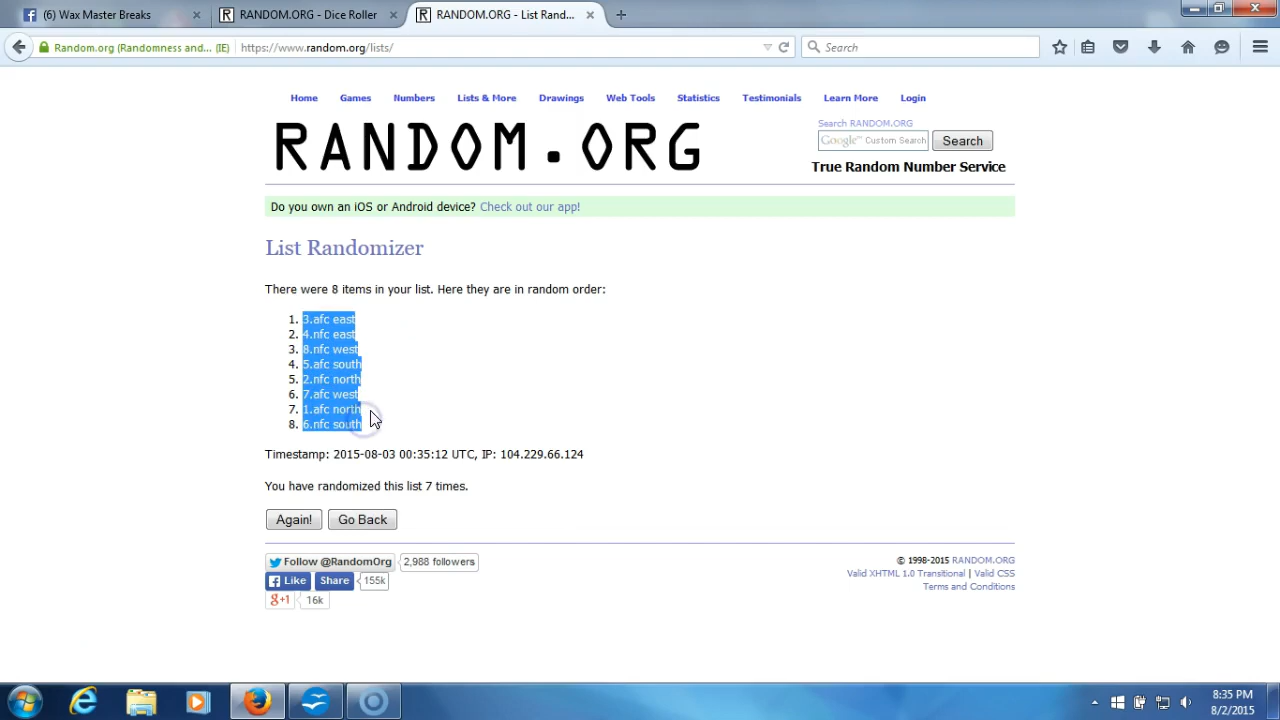 (6) Wax Master Breaks
RANDOM.ORG - Dice Roller
RANDOM.ORG - List Rand...
Random.org (Randomness and... (IE)
https://www.random.org/lists/
Search
Home Games Numbers Lists & More Drawings Web Tools Statistics Testimonials Learn More Login
RANDOM.ORG
Search RANDOM.ORG
Google™ Custom Search
Search
True Random Number Service
Do you own an iOS or Android device? Check out our app!
List Randomizer
There were 8 items in your list. Here they are in random order:
1. 3.afc east
2. 4.nfc east
3. 8.nfc west
4. 5.afc south
5. 2.nfc north
6. 7.afc west
7. 1.afc north
8. 6.nfc south
Timestamp: 2015-08-03 00:35:12 UTC, IP: 104.229.66.124
You have randomized this list 7 times.
Again! Go Back
Follow @RandomOrg 2,988 followers
Like Share 155k
+1 16k
© 1998-2015 RANDOM.ORG
Valid XHTML 1.0 Transitional | Valid CSS
Terms and Conditions
8:35 PM
8/2/2015